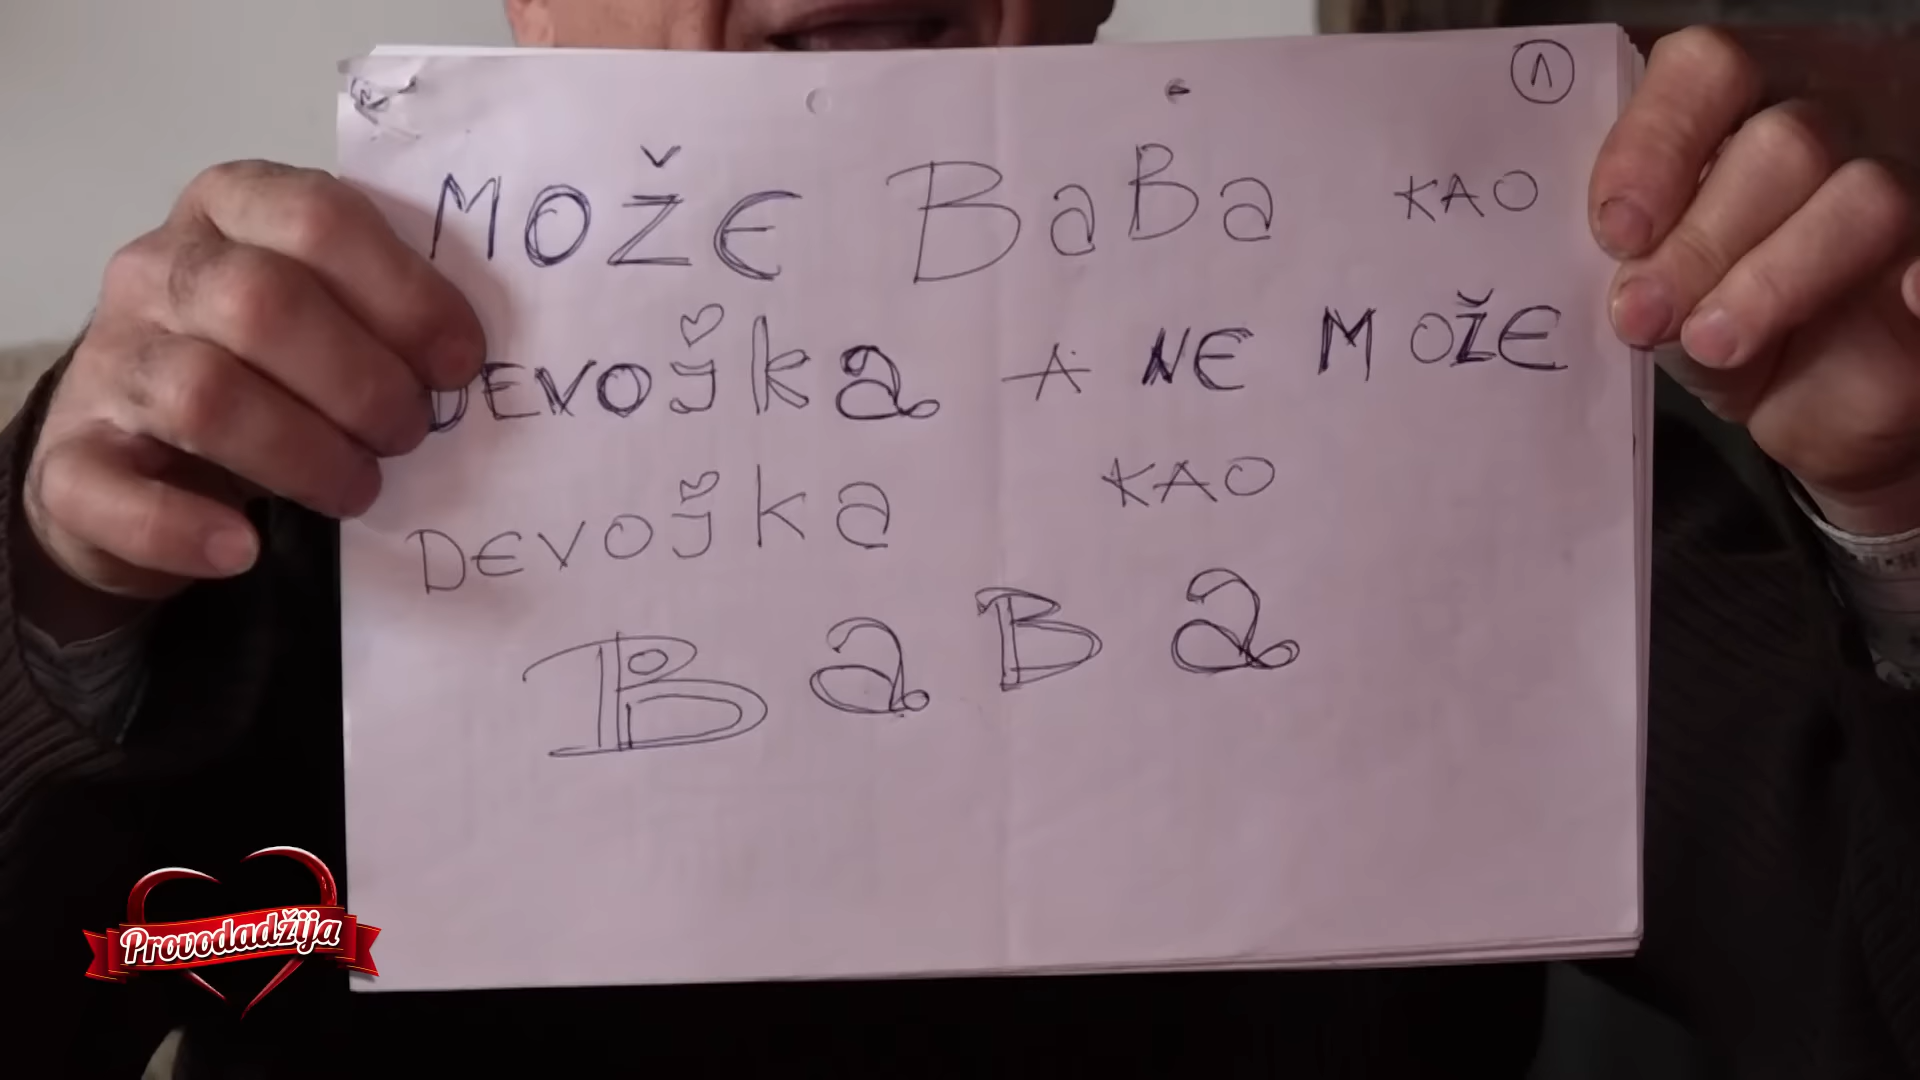 1
MOŽE BaBa KAO
DEVOJka A NE MOŽE
DEVOJka KAO
BaBa
Provodadžija